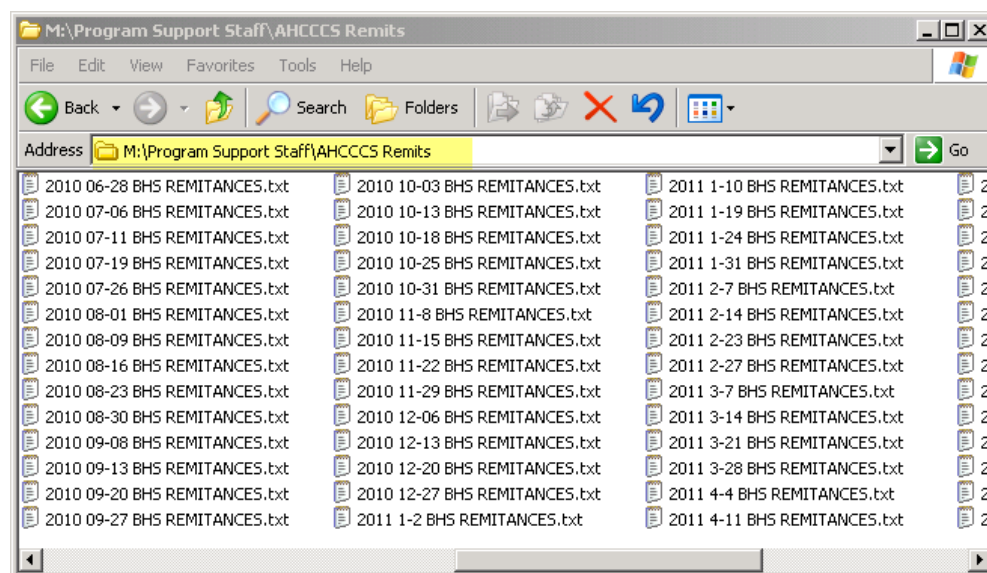 M:\Program Support Staff\AHCCCS Remits
File Edit View Favorites Tools Help
Back Search Folders
Address M:\Program Support Staff\AHCCCS Remits Go
2010 06-28 BHS REMITANCES.txt 2010 10-03 BHS REMITANCES.txt 2011 1-10 BHS REMITANCES.txt 2
2010 07-06 BHS REMITANCES.txt 2010 10-13 BHS REMITANCES.txt 2011 1-19 BHS REMITANCES.txt 2
2010 07-11 BHS REMITANCES.txt 2010 10-18 BHS REMITANCES.txt 2011 1-24 BHS REMITANCES.txt 2
2010 07-19 BHS REMITANCES.txt 2010 10-25 BHS REMITANCES.txt 2011 1-31 BHS REMITANCES.txt 2
2010 07-26 BHS REMITANCES.txt 2010 10-31 BHS REMITANCES.txt 2011 2-7 BHS REMITANCES.txt 2
2010 08-01 BHS REMITANCES.txt 2010 11-8 BHS REMITANCES.txt 2011 2-14 BHS REMITANCES.txt 2
2010 08-09 BHS REMITANCES.txt 2010 11-15 BHS REMITANCES.txt 2011 2-23 BHS REMITANCES.txt 2
2010 08-16 BHS REMITANCES.txt 2010 11-22 BHS REMITANCES.txt 2011 2-27 BHS REMITANCES.txt 2
2010 08-23 BHS REMITANCES.txt 2010 11-29 BHS REMITANCES.txt 2011 3-7 BHS REMITANCES.txt 2
2010 08-30 BHS REMITANCES.txt 2010 12-06 BHS REMITANCES.txt 2011 3-14 BHS REMITANCES.txt 2
2010 09-08 BHS REMITANCES.txt 2010 12-13 BHS REMITANCES.txt 2011 3-21 BHS REMITANCES.txt 2
2010 09-13 BHS REMITANCES.txt 2010 12-20 BHS REMITANCES.txt 2011 3-28 BHS REMITANCES.txt 2
2010 09-20 BHS REMITANCES.txt 2010 12-27 BHS REMITANCES.txt 2011 4-4 BHS REMITANCES.txt 2
2010 09-27 BHS REMITANCES.txt 2011 1-2 BHS REMITANCES.txt 2011 4-11 BHS REMITANCES.txt 2